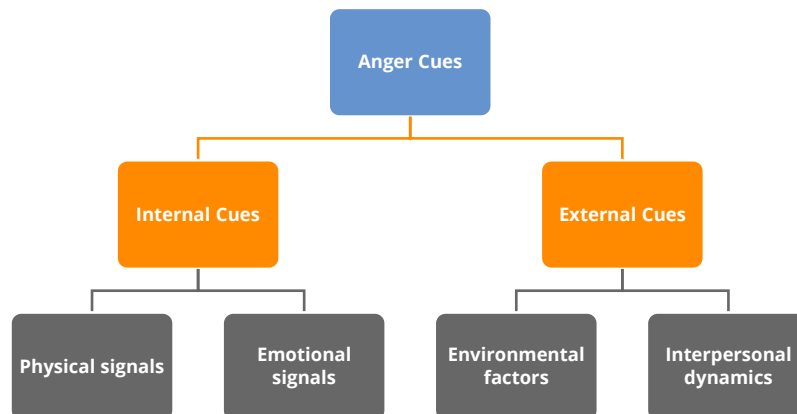 Anger Cues
Internal Cues
External Cues
Physical signals
Emotional
signals
Environmental
factors
Interpersonal
dynamics